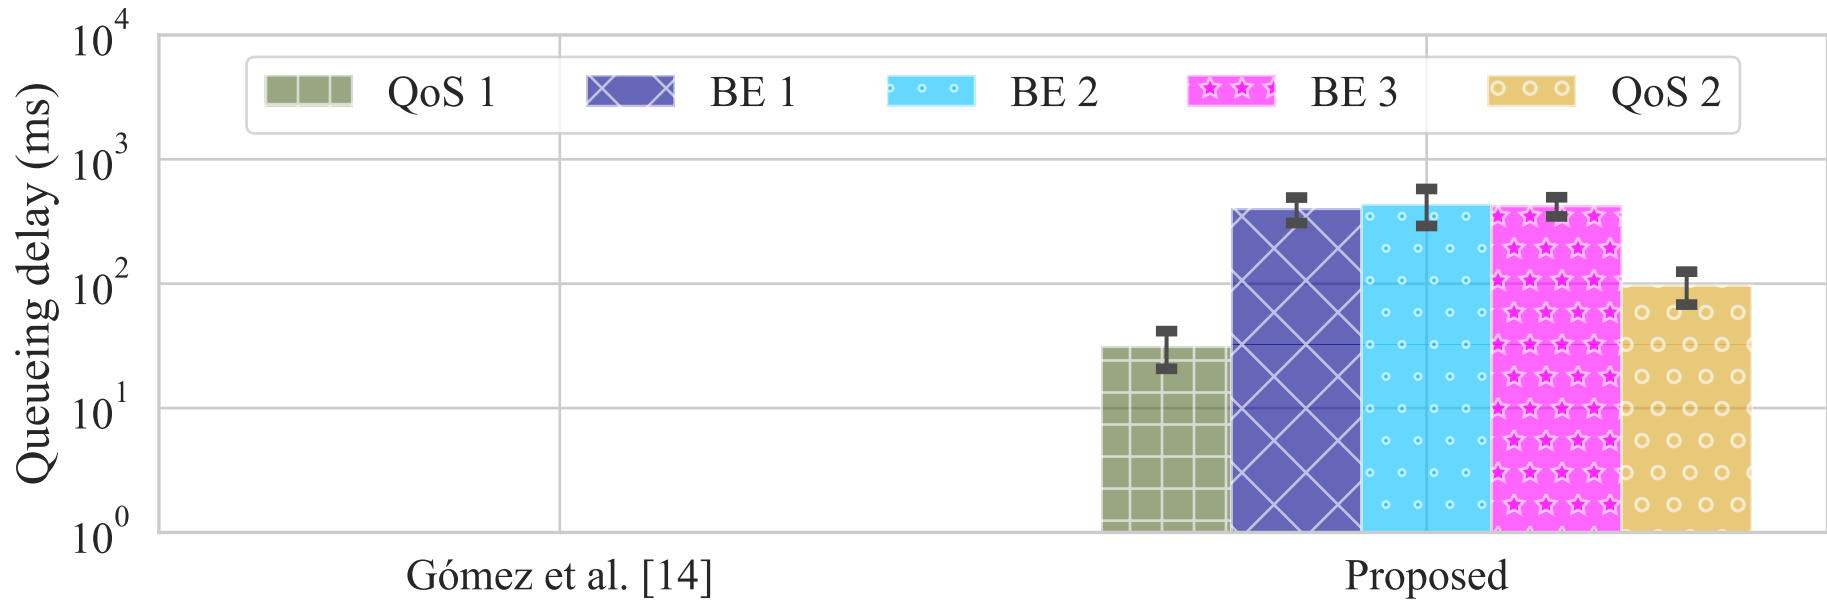 Queueing delay (ms)
10^4
10^3
10^2
10^1
10^0
QoS 1 BE 1 BE 2 BE 3 QoS 2
Gómez et al. [14] Proposed